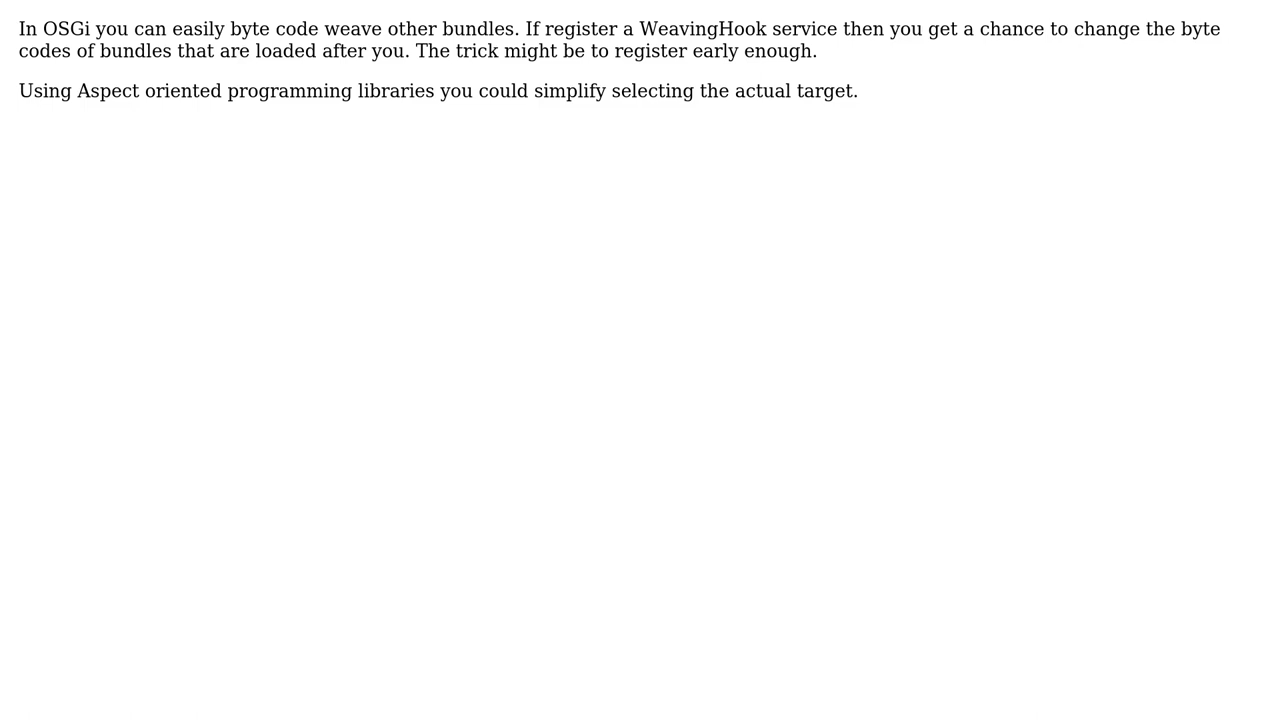 In OSGi you can easily byte code weave other bundles. If register a WeavingHook service then you get a chance to change the byte
codes of bundles that are loaded after you. The trick might be to register early enough.
Using Aspect oriented programming libraries you could simplify selecting the actual target.